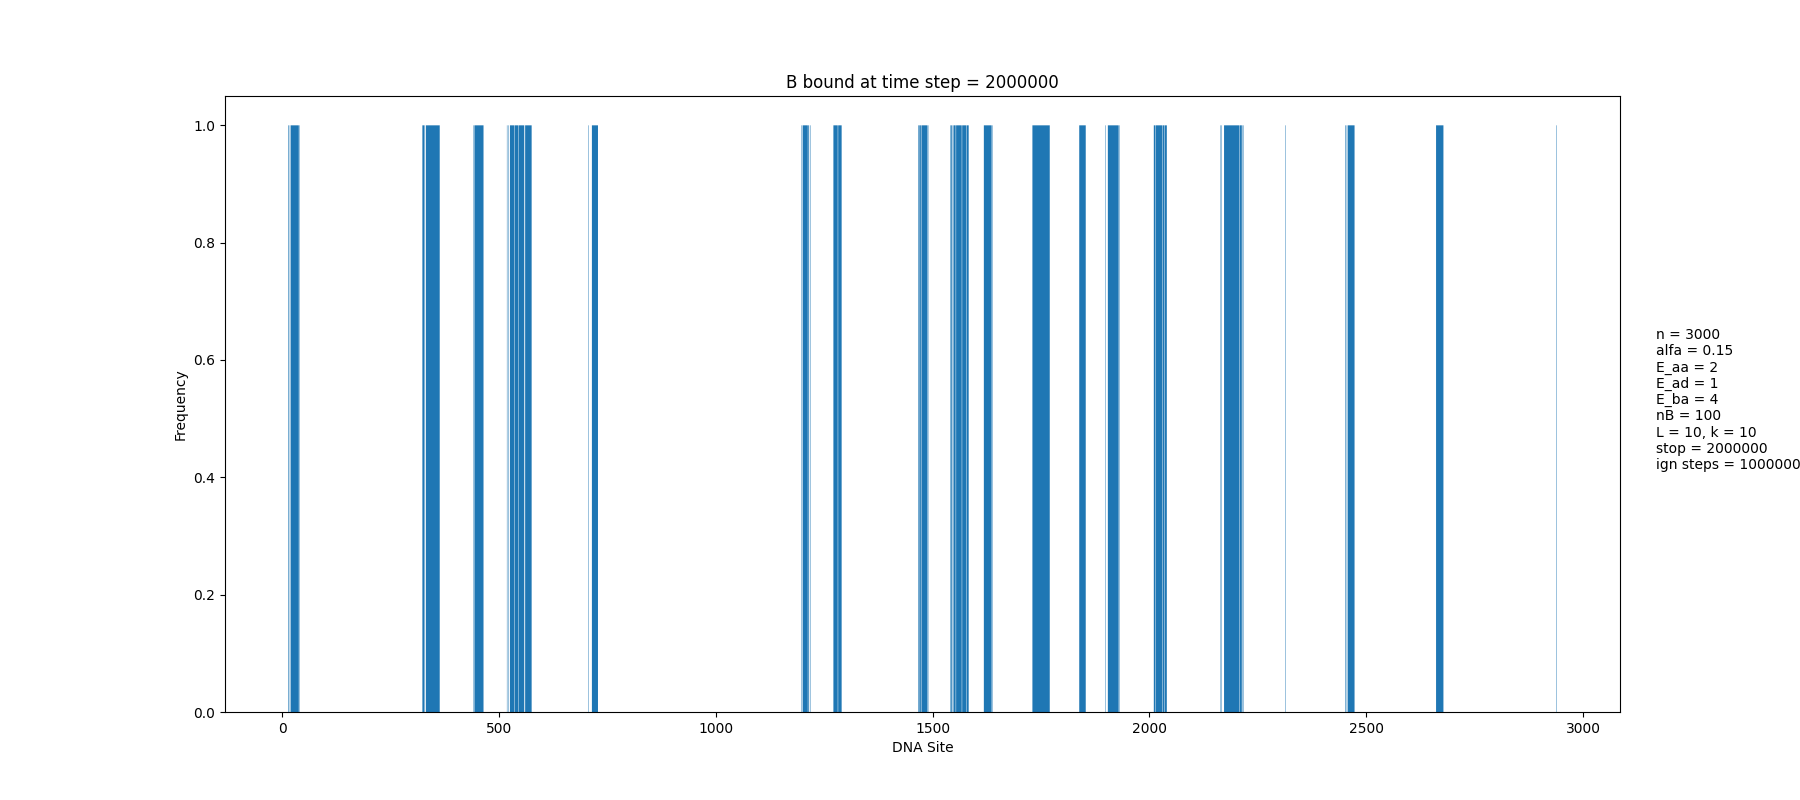 B bound at time step = 2000000
1.0
0.8
0.6
0.4
0.2
0.0
Frequency
0 500 1000 1500 2000 2500 3000
DNA Site
n = 3000
alfa = 0.15
E_aa = 2
E_ad = 1
E_ba = 4
nB = 100
L = 10, k = 10
stop = 2000000
ign steps = 1000000